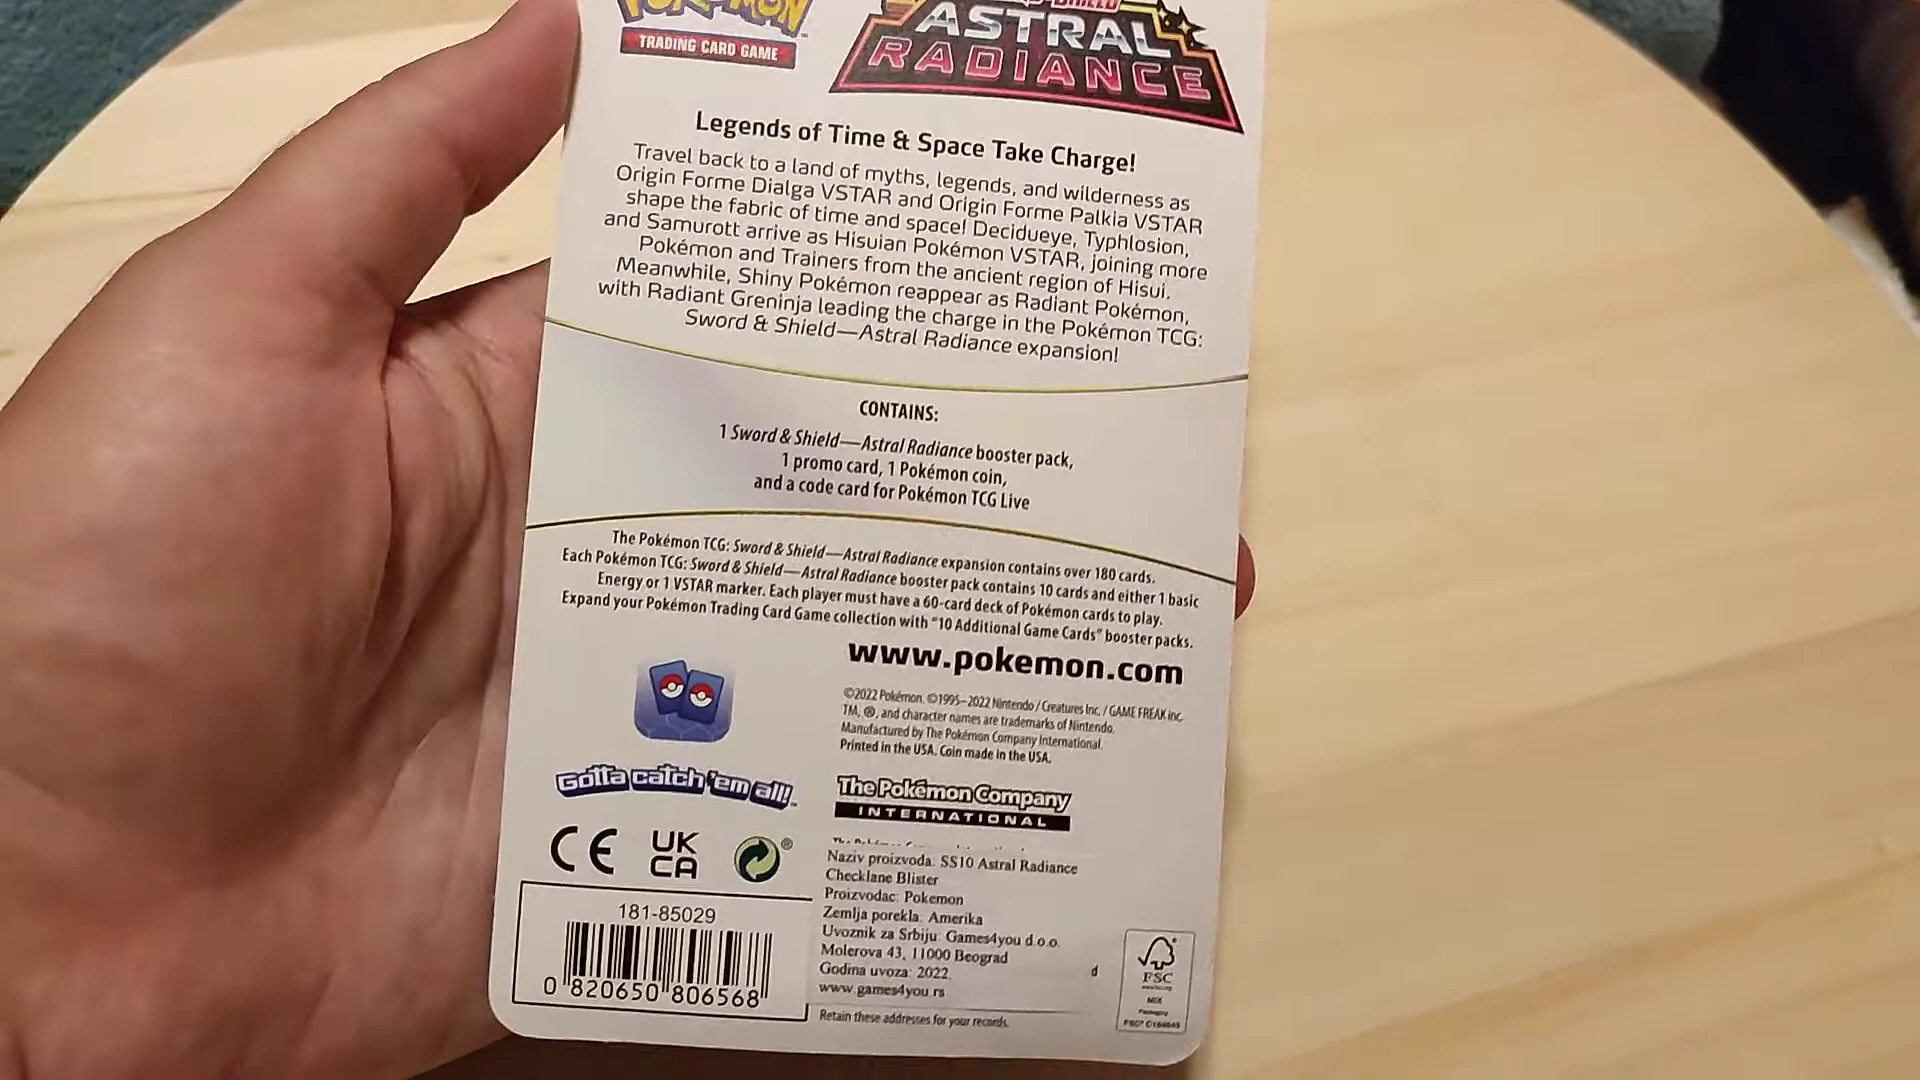 POKÉMON
TRADING CARD GAME
ASTRAL
RADIANCE
Legends of Time & Space Take Charge!
Travel back to a land of myths, legends, and wilderness as
Origin Forme Dialga VSTAR and Origin Forme Palkia VSTAR
shape the fabric of time and space! Decidueye, Typhlosion,
and Samurott arrive as Hisuian Pokémon VSTAR, joining more
Pokémon and Trainers from the ancient region of Hisui.
Meanwhile, Shiny Pokémon reappear as Radiant Pokémon,
with Radiant Greninja leading the charge in the Pokémon TCG:
Sword & Shield—Astral Radiance expansion!
CONTAINS:
1 Sword & Shield—Astral Radiance booster pack,
1 promo card, 1 Pokémon coin,
and a code card for Pokémon TCG Live
The Pokémon TCG: Sword & Shield—Astral Radiance expansion contains over 180 cards.
Each Pokémon TCG: Sword & Shield—Astral Radiance booster pack contains 10 cards and either 1 basic
Energy or 1 VSTAR marker. Each player must have a 60-card deck of Pokémon cards to play.
Expand your Pokémon Trading Card Game collection with "10 Additional Game Cards" booster packs.
www.pokemon.com
©2022 Pokémon. ©1995–2022 Nintendo / Creatures Inc. / GAME FREAK inc.
TM, ®, and character names are trademarks of Nintendo.
Manufactured by The Pokémon Company International.
Printed in the USA. Coin made in the USA.
Gotta catch 'em all!™
The Pokémon Company
INTERNATIONAL
CE
UK
CA
®
Naziv proizvoda: SS10 Astral Radiance
Checklane Blister
Proizvodac: Pokemon
Zemlja porekla: Amerika
Uvoznik za Srbiju: Games4you d.o.o.
Molerova 43, 11000 Beograd
Godina uvoza: 2022.
www.games4you.rs
d
Retain these addresses for your records.
181-85029
0 820650 806568
FSC
MIX
Packaging